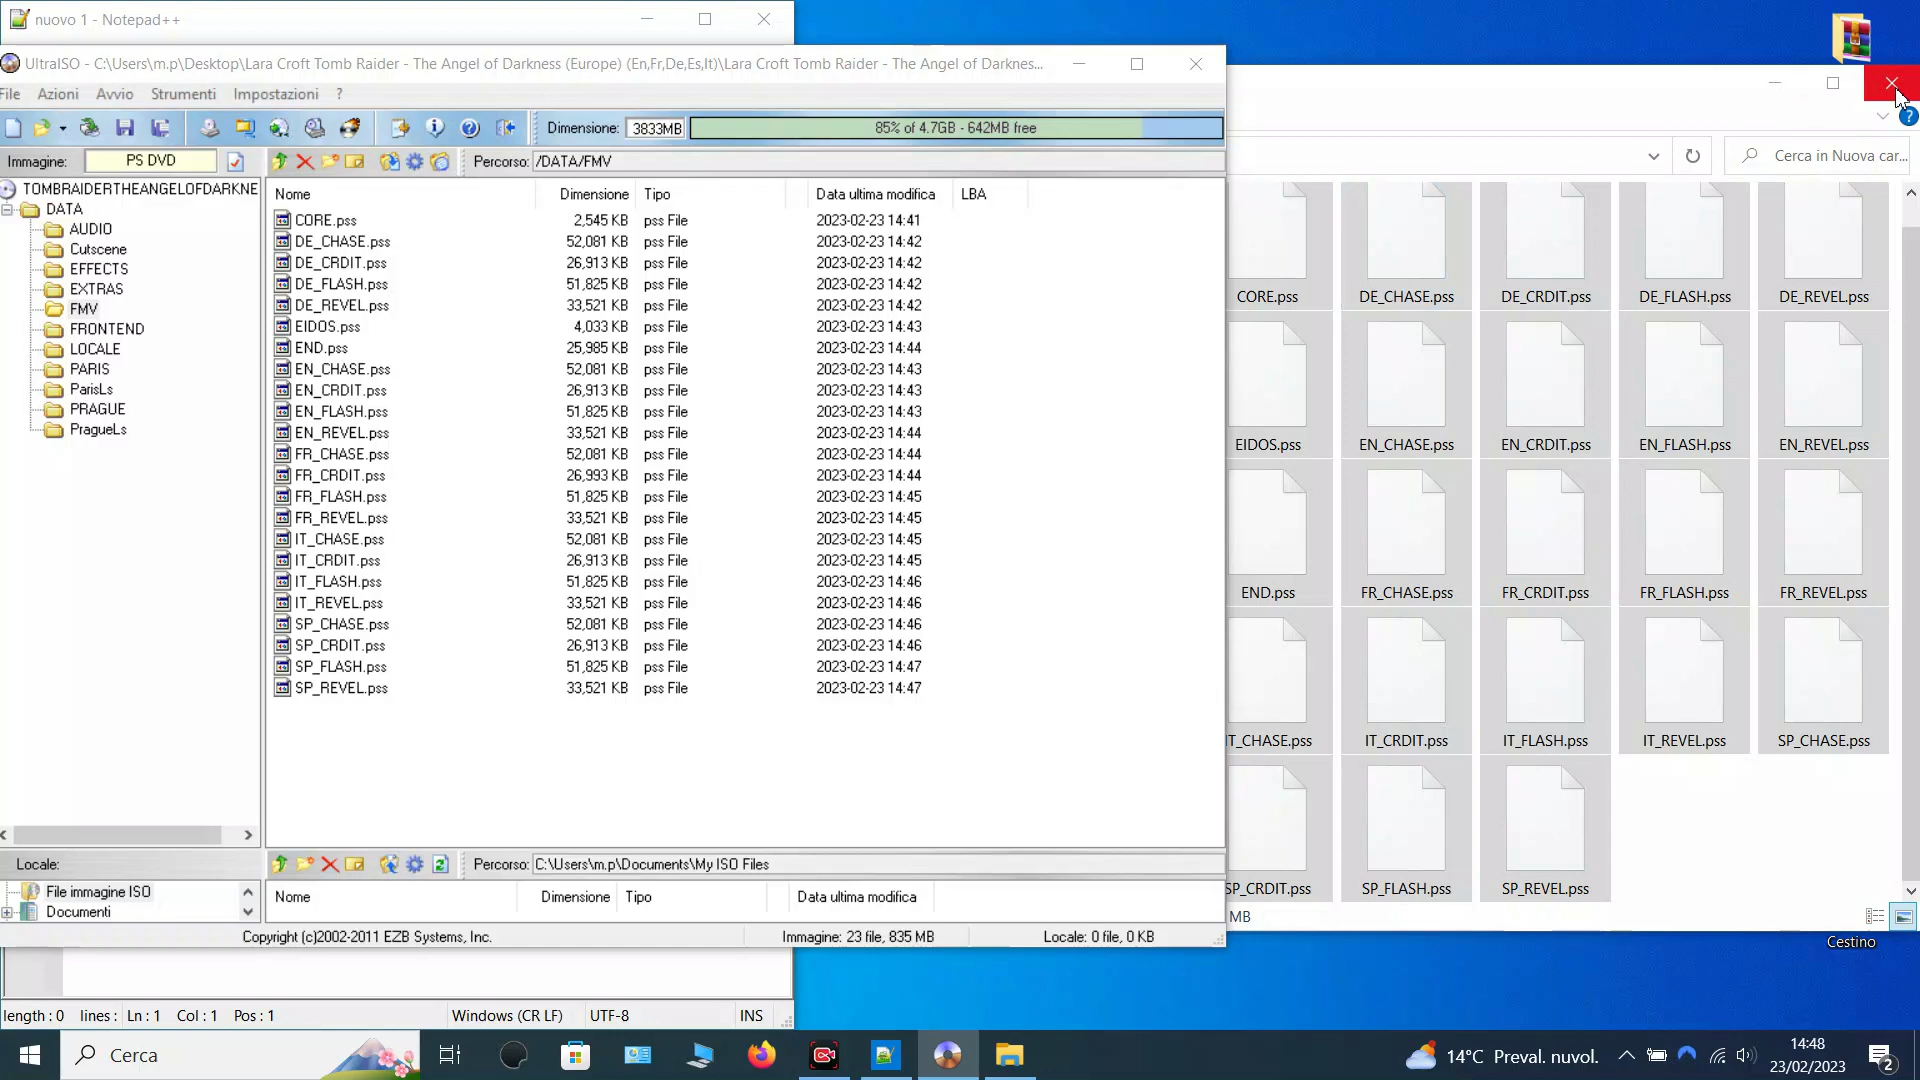 nuovo 1 - Notepad++
UltraISO - C:\Users\m.p\Desktop\Lara Croft Tomb Raider - The Angel of Darkness (Europe) (En,Fr,De,Es,It)\Lara Croft Tomb Raider - The Angel of Darknes...
File Azioni Avvio Strumenti Impostazioni ?
Dimensione: 3833MB 85% of 4.7GB - 642MB free
Immagine: PS DVD Percorso: /DATA/FMV
TOMBRAIDERTHEANGELOFDARKNE
DATA
AUDIO
Cutscene
EFFECTS
EXTRAS
FMV
FRONTEND
LOCALE
PARIS
ParisLs
PRAGUE
PragueLs
Nome Dimensione Tipo Data ultima modifica LBA
CORE.pss 2,545 KB pss File 2023-02-23 14:41
DE_CHASE.pss 52,081 KB pss File 2023-02-23 14:42
DE_CRDIT.pss 26,913 KB pss File 2023-02-23 14:42
DE_FLASH.pss 51,825 KB pss File 2023-02-23 14:42
DE_REVEL.pss 33,521 KB pss File 2023-02-23 14:42
EIDOS.pss 4,033 KB pss File 2023-02-23 14:43
END.pss 25,985 KB pss File 2023-02-23 14:44
EN_CHASE.pss 52,081 KB pss File 2023-02-23 14:43
EN_CRDIT.pss 26,913 KB pss File 2023-02-23 14:43
EN_FLASH.pss 51,825 KB pss File 2023-02-23 14:43
EN_REVEL.pss 33,521 KB pss File 2023-02-23 14:44
FR_CHASE.pss 52,081 KB pss File 2023-02-23 14:44
FR_CRDIT.pss 26,993 KB pss File 2023-02-23 14:44
FR_FLASH.pss 51,825 KB pss File 2023-02-23 14:45
FR_REVEL.pss 33,521 KB pss File 2023-02-23 14:45
IT_CHASE.pss 52,081 KB pss File 2023-02-23 14:45
IT_CRDIT.pss 26,913 KB pss File 2023-02-23 14:45
IT_FLASH.pss 51,825 KB pss File 2023-02-23 14:46
IT_REVEL.pss 33,521 KB pss File 2023-02-23 14:46
SP_CHASE.pss 52,081 KB pss File 2023-02-23 14:46
SP_CRDIT.pss 26,913 KB pss File 2023-02-23 14:46
SP_FLASH.pss 51,825 KB pss File 2023-02-23 14:47
SP_REVEL.pss 33,521 KB pss File 2023-02-23 14:47
Locale: Percorso: C:\Users\m.p\Documents\My ISO Files
File immagine ISO
Documenti
Nome Dimensione Tipo Data ultima modifica
Copyright (c)2002-2011 EZB Systems, Inc. Immagine: 23 file, 835 MB Locale: 0 file, 0 KB
Cerca in Nuova car...
CORE.pss DE_CHASE.pss DE_CRDIT.pss DE_FLASH.pss DE_REVEL.pss
EIDOS.pss EN_CHASE.pss EN_CRDIT.pss EN_FLASH.pss EN_REVEL.pss
END.pss FR_CHASE.pss FR_CRDIT.pss FR_FLASH.pss FR_REVEL.pss
IT_CHASE.pss IT_CRDIT.pss IT_FLASH.pss IT_REVEL.pss SP_CHASE.pss
SP_CRDIT.pss SP_FLASH.pss SP_REVEL.pss
MB
Cestino
length : 0 lines : Ln : 1 Col : 1 Pos : 1 Windows (CR LF) UTF-8 INS
Cerca
14°C Preval. nuvol.
14:48
23/02/2023
2